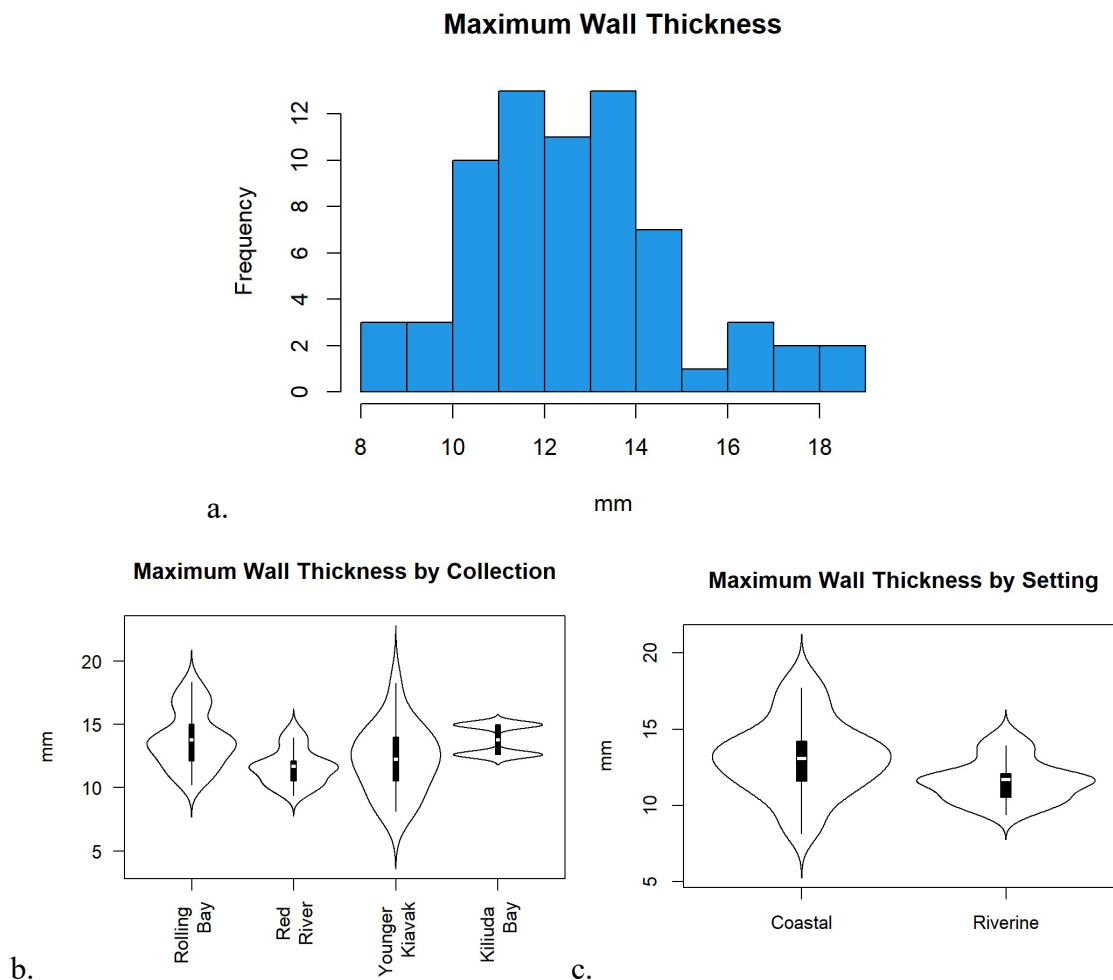 Maximum Wall Thickness
Frequency
0
2
4
6
8
10
12
8 10 12 14 16 18
mm
a.
Maximum Wall Thickness by Collection
mm
20
15
10
5
Rolling
Bay
Red
River
Younger
Kiavak
Kiliuda
Bay
b.
Maximum Wall Thickness by Setting
mm
20
15
10
5
Coastal Riverine
c.